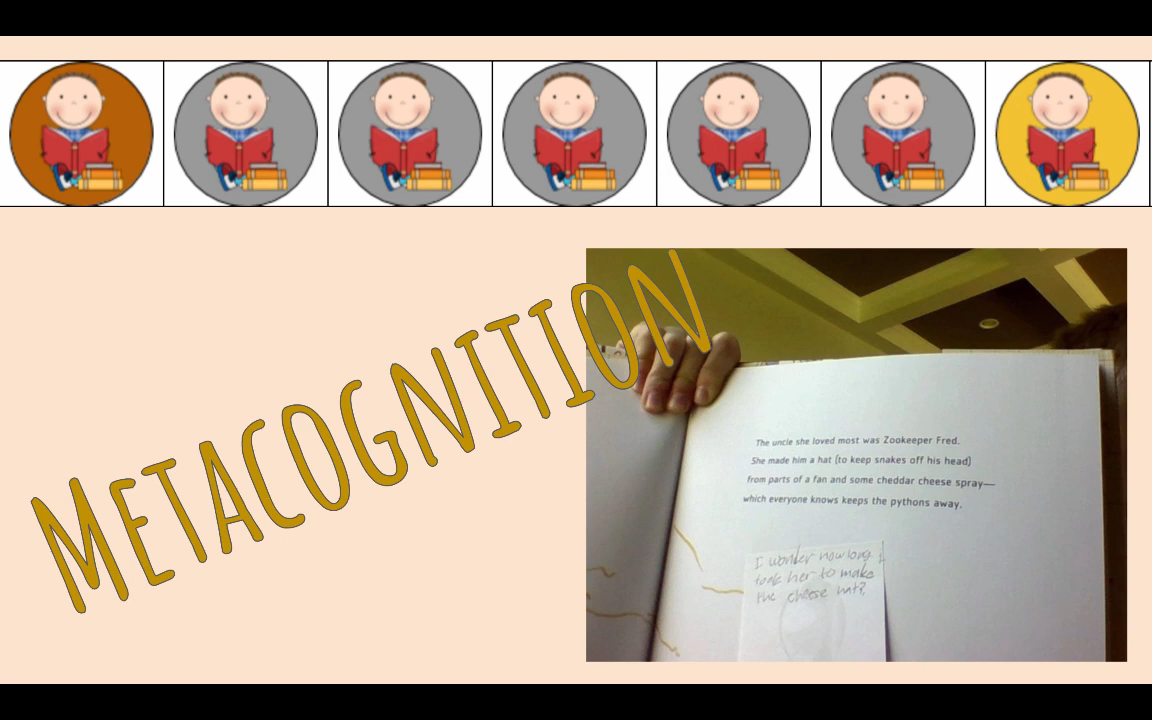 METACOGNITION
The uncle she loved most was Zookeeper Fred.
She made him a hat (to keep snakes off his head)
from parts of a fan and some cheddar cheese spray—
which everyone knows keeps the pythons away.
I wonder how long it
took her to make
the cheese hat?